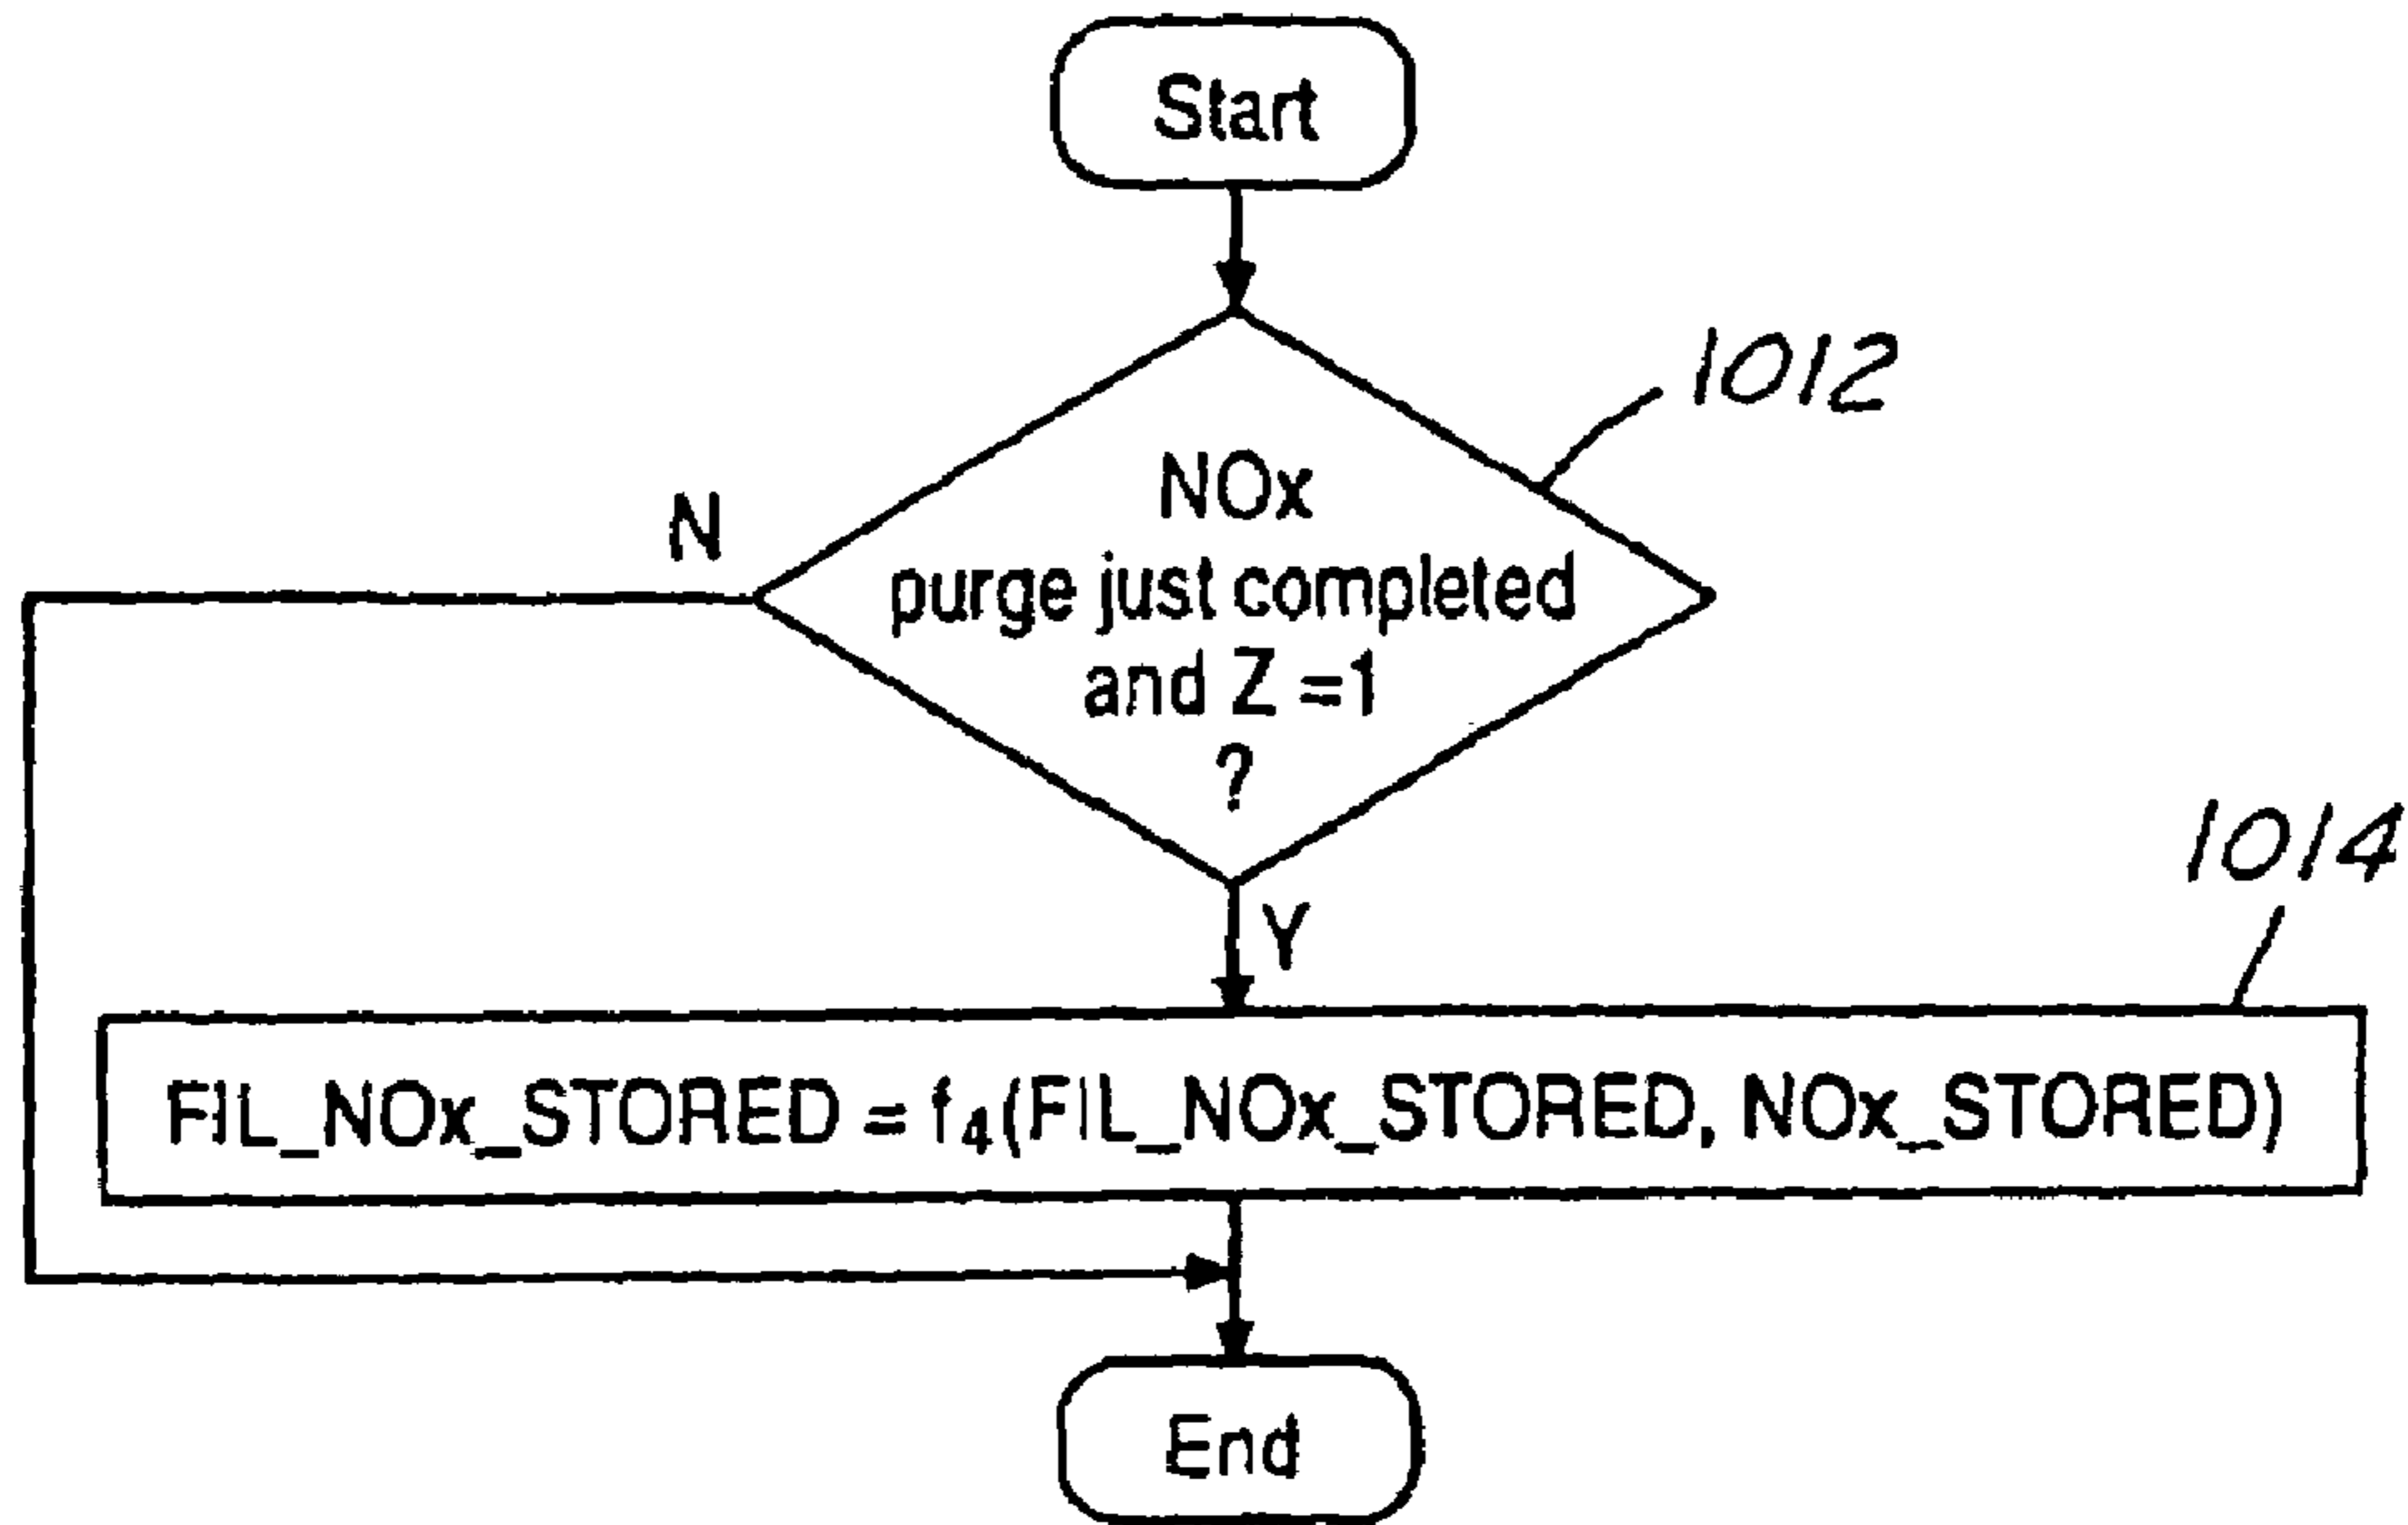 Start
1012
NOx
N
purge just completed
and Z =1
?
1014
Y
FIL_NOx_STORED = f4(FIL_NOx_STORED, NOx_STORED)
End